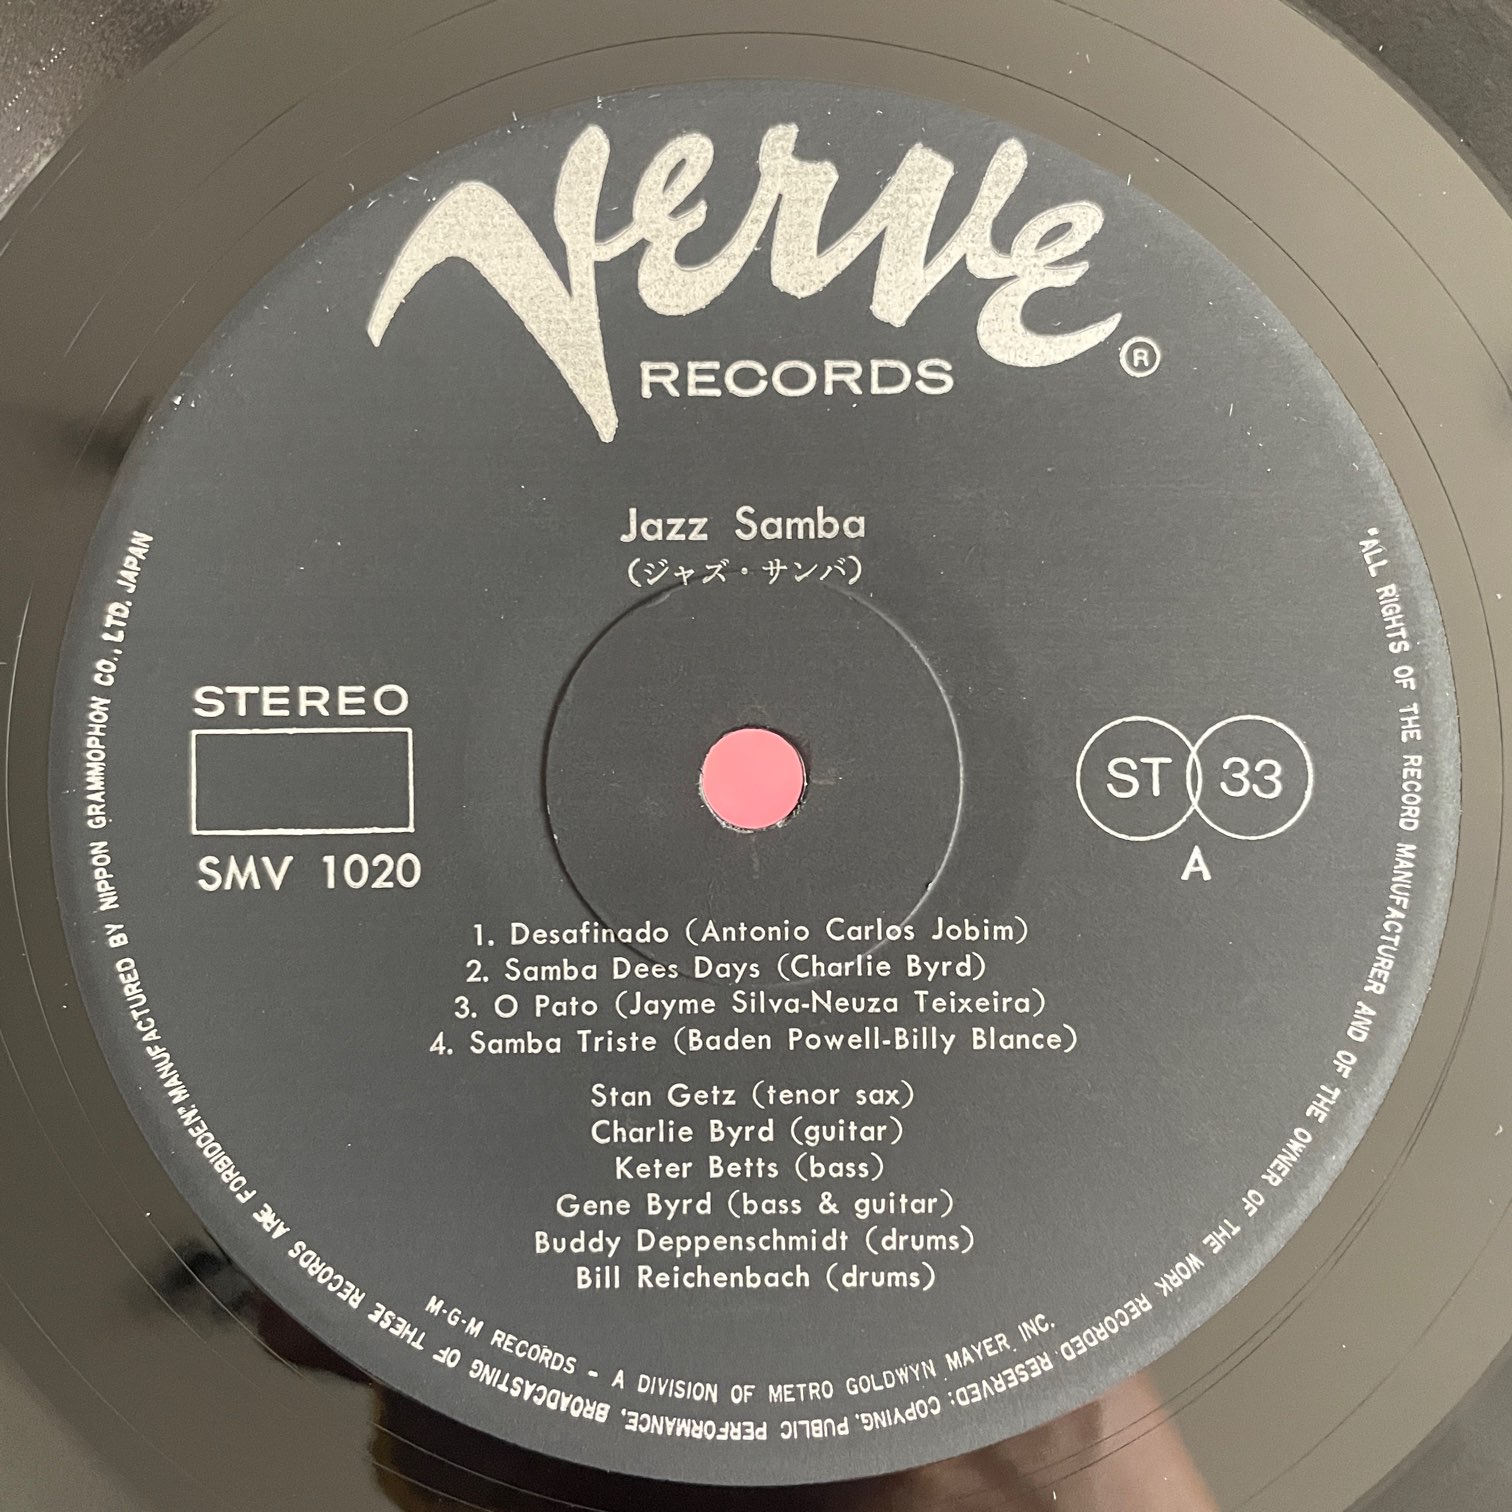 Verve ®
RECORDS
Jazz Samba
(ジャズ・サンバ)
STEREO
SMV 1020
ST 33
A
1. Desafinado (Antonio Carlos Jobim)
2. Samba Dees Days (Charlie Byrd)
3. O Pato (Jayme Silva-Neuza Teixeira)
4. Samba Triste (Baden Powell-Billy Blance)
Stan Getz (tenor sax)
Charlie Byrd (guitar)
Keter Betts (bass)
Gene Byrd (bass & guitar)
Buddy Deppenschmidt (drums)
Bill Reichenbach (drums)
M-G-M RECORDS - A DIVISION OF METRO GOLDWYN MAYER, INC.
"ALL RIGHTS OF THE RECORD MANUFACTURER AND OF THE OWNER OF THE WORK RECORDED RESERVED: COPYING, PUBLIC PERFORMANCE, BROADCASTING OF THESE RECORDS ARE FORBIDDEN." MANUFACTURED BY NIPPON GRAMMOPHON CO., LTD. JAPAN